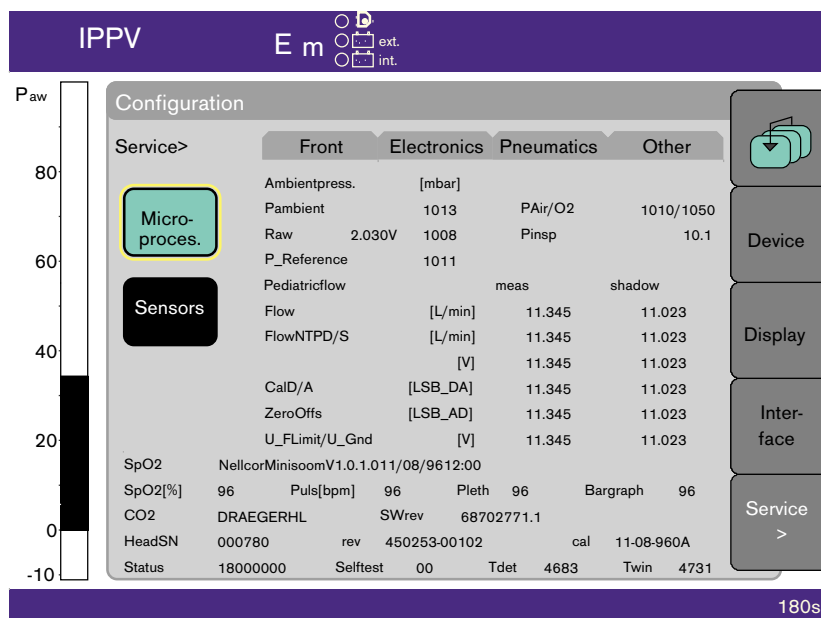 IPPV E m ext.
int.
Paw
80
60
40
20
0
-10
Configuration
Service> Front Electronics Pneumatics Other
Micro-
proces.
Sensors
Ambientpress. [mbar]
Pambient 1013 PAir/O2 1010/1050
Raw 2.030V 1008 Pinsp 10.1
P_Reference 1011
Pediatricflow meas shadow
Flow [L/min] 11.345 11.023
FlowNTPD/S [L/min] 11.345 11.023
[V] 11.345 11.023
CalD/A [LSB_DA] 11.345 11.023
ZeroOffs [LSB_AD] 11.345 11.023
U_FLimit/U_Gnd [V] 11.345 11.023
SpO2 NellcorMinisoomV1.0.1.011/08/9612:00
SpO2[%] 96 Puls[bpm] 96 Pleth 96 Bargraph 96
CO2 DRAEGERHL SWrev 68702771.1
HeadSN 000780 rev 450253-00102 cal 11-08-960A
Status 18000000 Selftest 00 Tdet 4683 Twin 4731
Device
Display
Inter-
face
Service
>
180s